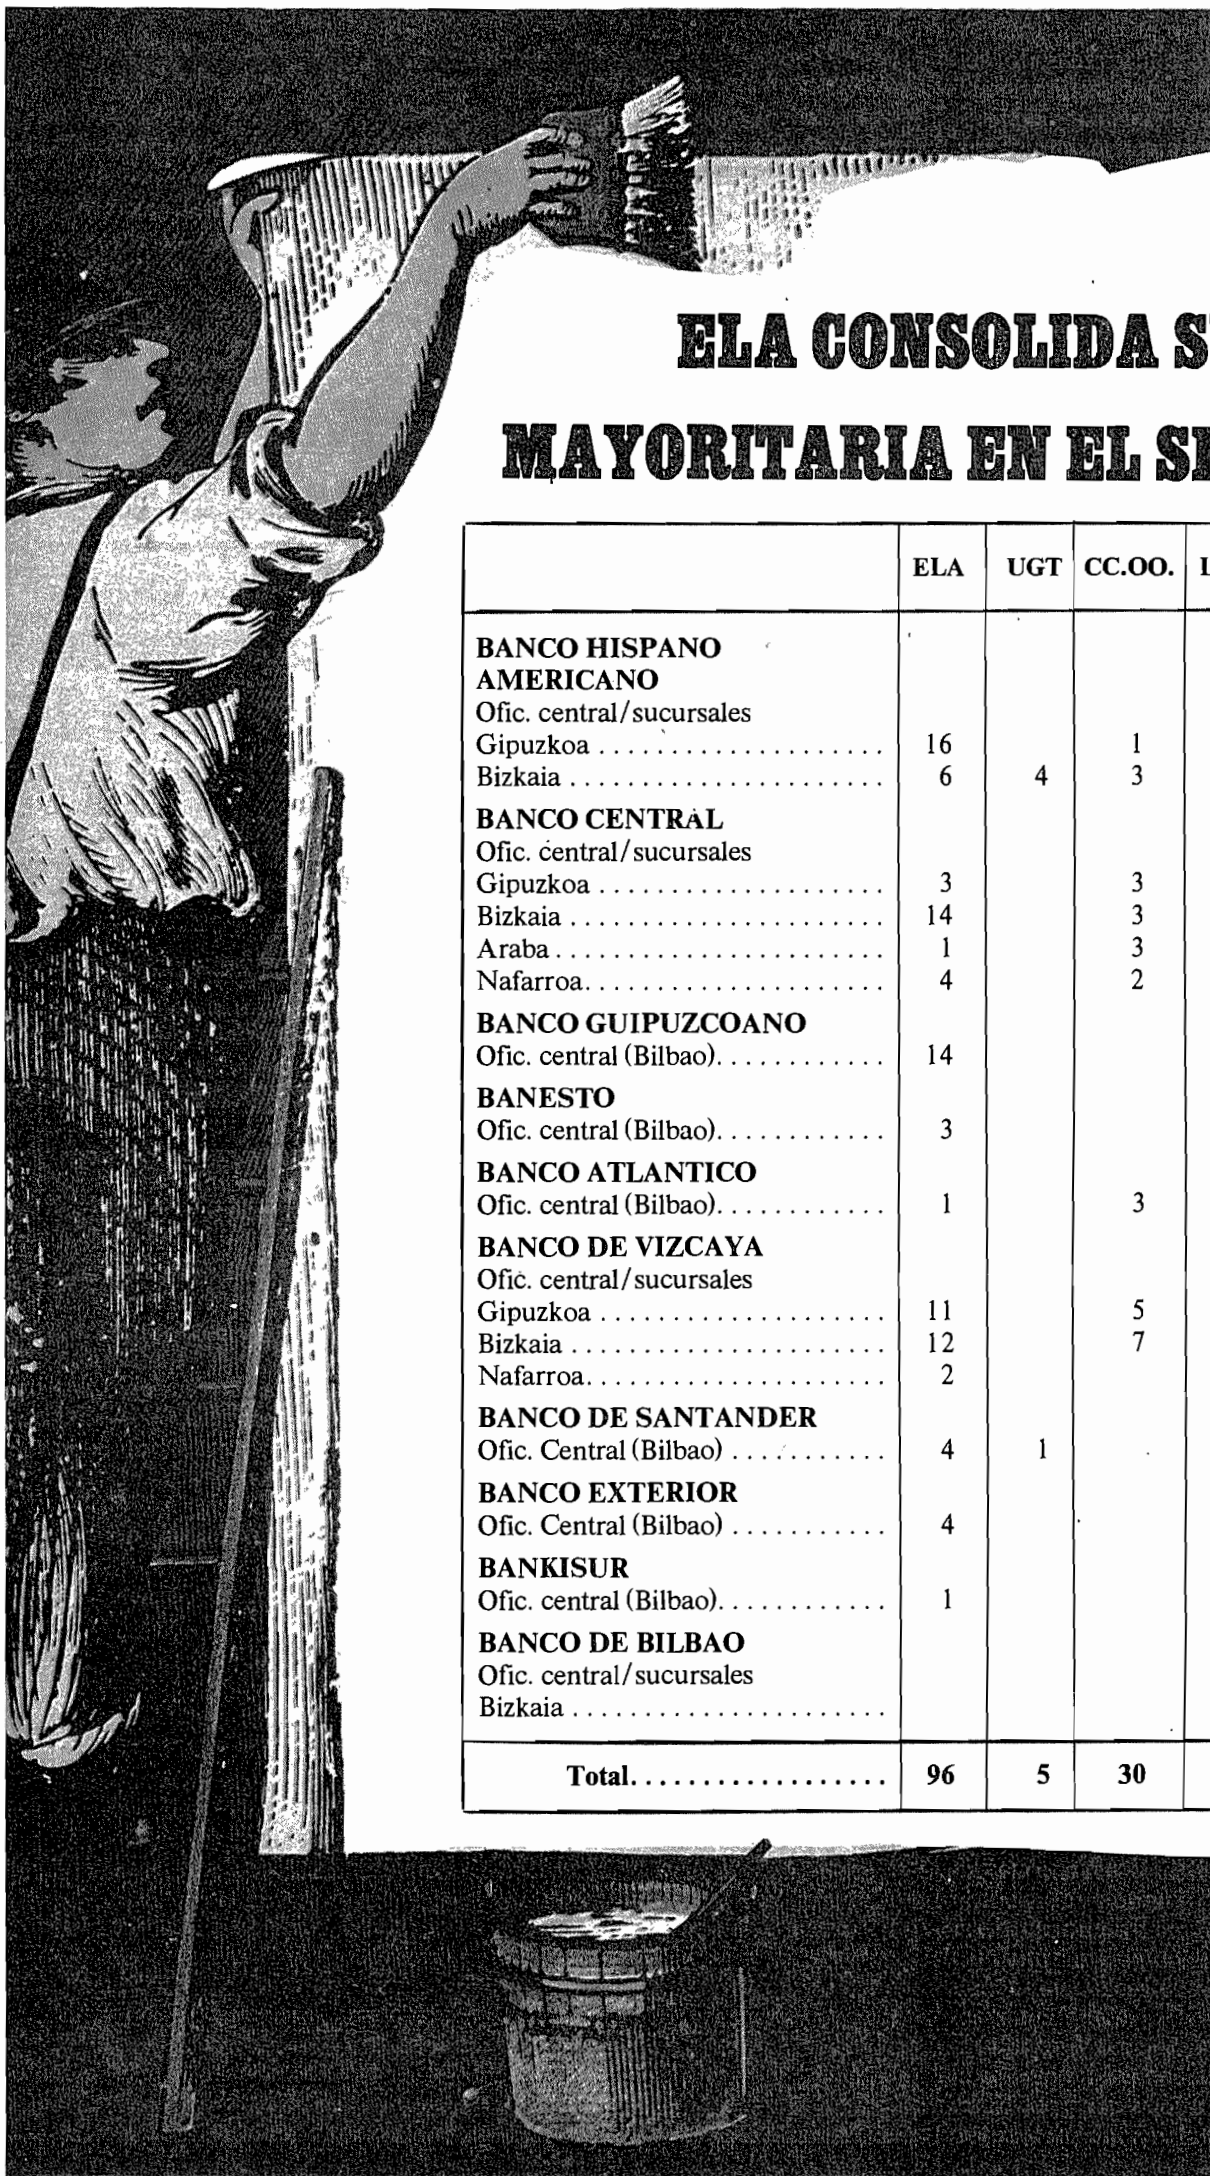 ELA CONSOLIDA
MAYORITARIA EN EL
ELA UGT CC.OO.
BANCO HISPANO
AMERICANO
Ofic. central/sucursales
Gipuzkoa .................... 16 1
Bizkaia ...................... 6 4 3
BANCO CENTRAL
Ofic. central/sucursales
Gipuzkoa .................... 3 3
Bizkaia ...................... 14 3
Araba ....................... 1 3
Nafarroa..................... 4 2
BANCO GUIPUZCOANO
Ofic. central (Bilbao)............ 14
BANESTO
Ofic. central (Bilbao)............ 3
BANCO ATLANTICO
Ofic. central (Bilbao)............ 1 3
BANCO DE VIZCAYA
Ofic. central/sucursales
Gipuzkoa .................... 11 5
Bizkaia ...................... 12 7
Nafarroa..................... 2
BANCO DE SANTANDER
Ofic. Central (Bilbao) ........... 4 1
BANCO EXTERIOR
Ofic. Central (Bilbao) ........... 4
BANKISUR
Ofic. central (Bilbao)............ 1
BANCO DE BILBAO
Ofic. central/sucursales
Bizkaia ......................
Total.................. 96 5 30